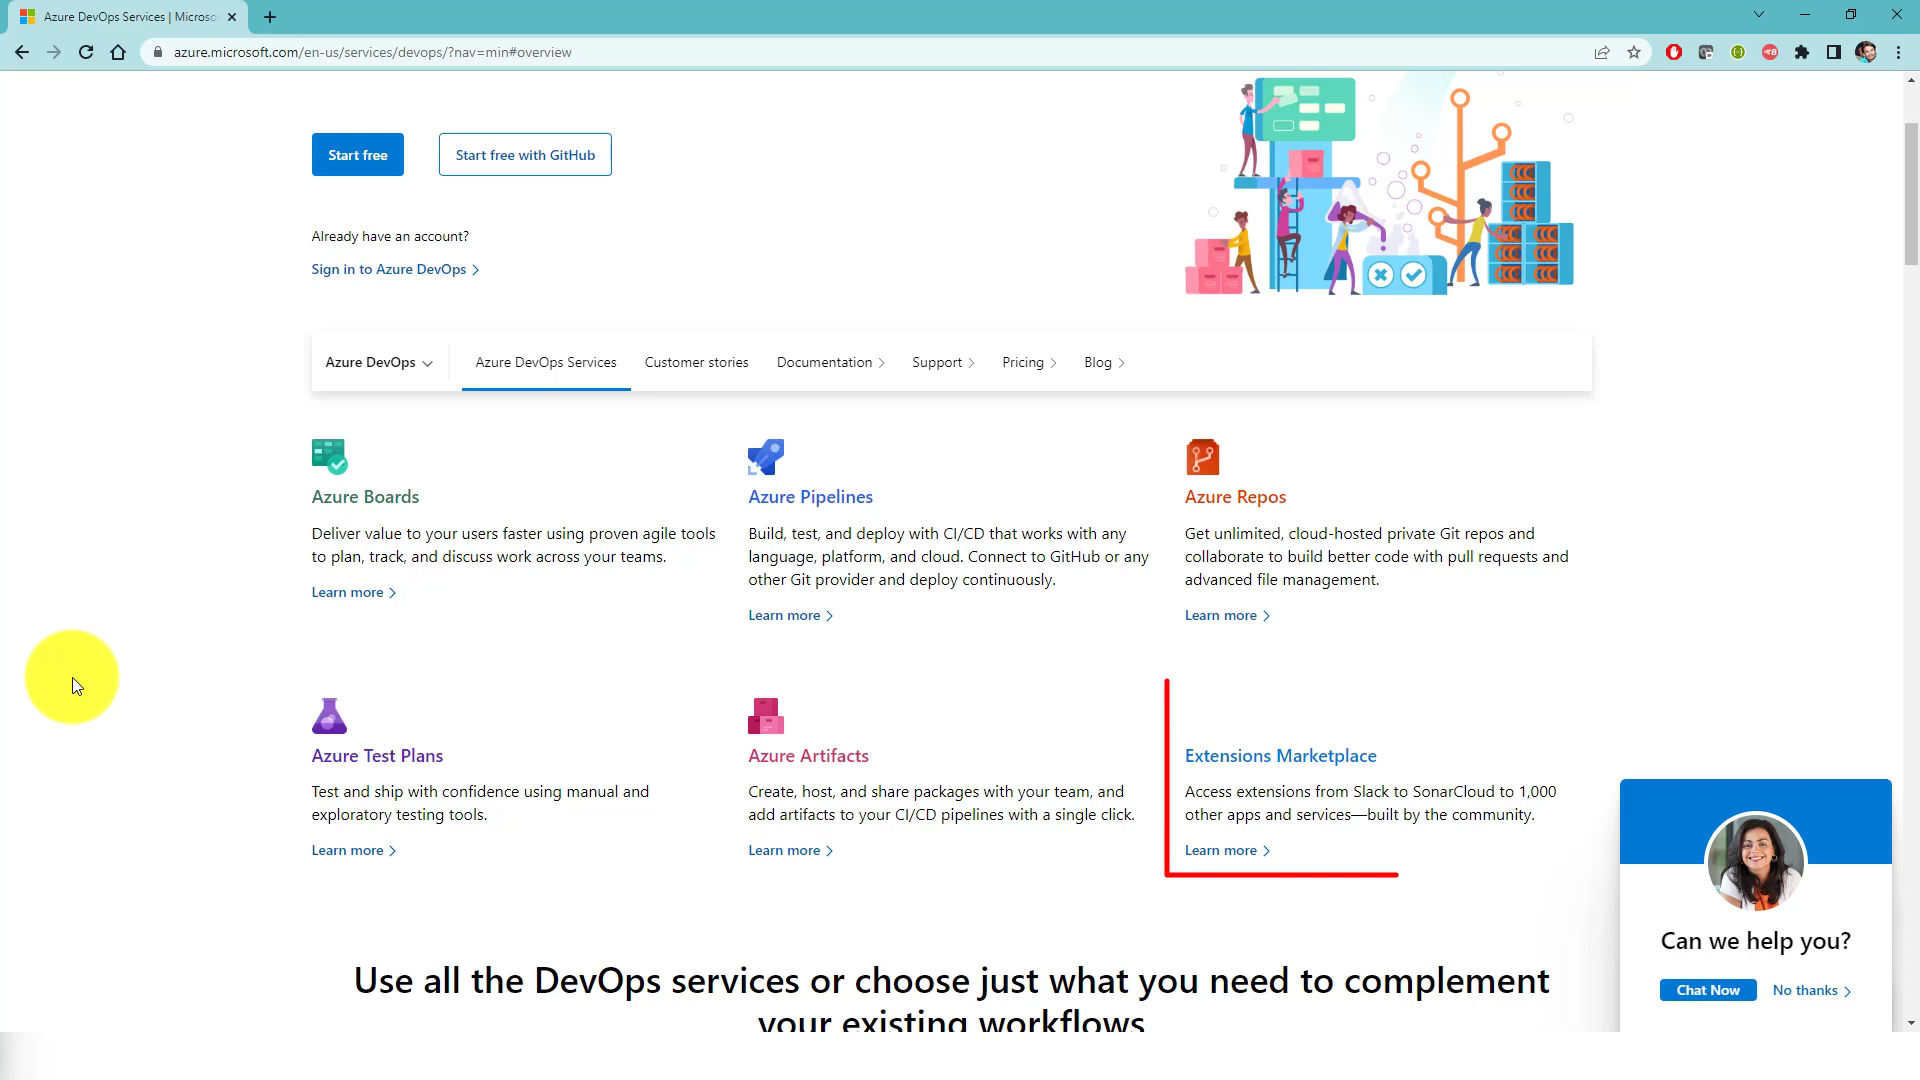 Azure DevOps Services | Microso
azure.microsoft.com/en-us/services/devops/?nav=min#overview
Start free
Start free with GitHub
Already have an account?
Sign in to Azure DevOps
Azure DevOps
Azure DevOps Services
Customer stories
Documentation
Support
Pricing
Blog
Azure Boards
Deliver value to your users faster using proven agile tools
to plan, track, and discuss work across your teams.
Learn more
Azure Pipelines
Build, test, and deploy with CI/CD that works with any
language, platform, and cloud. Connect to GitHub or any
other Git provider and deploy continuously.
Learn more
Azure Repos
Get unlimited, cloud-hosted private Git repos and
collaborate to build better code with pull requests and
advanced file management.
Learn more
Azure Test Plans
Test and ship with confidence using manual and
exploratory testing tools.
Learn more
Azure Artifacts
Create, host, and share packages with your team, and
add artifacts to your CI/CD pipelines with a single click.
Learn more
Extensions Marketplace
Access extensions from Slack to SonarCloud to 1,000
other apps and services—built by the community.
Learn more
Use all the DevOps services or choose just what you need to complement
your existing workflows
Can we help you?
Chat Now
No thanks